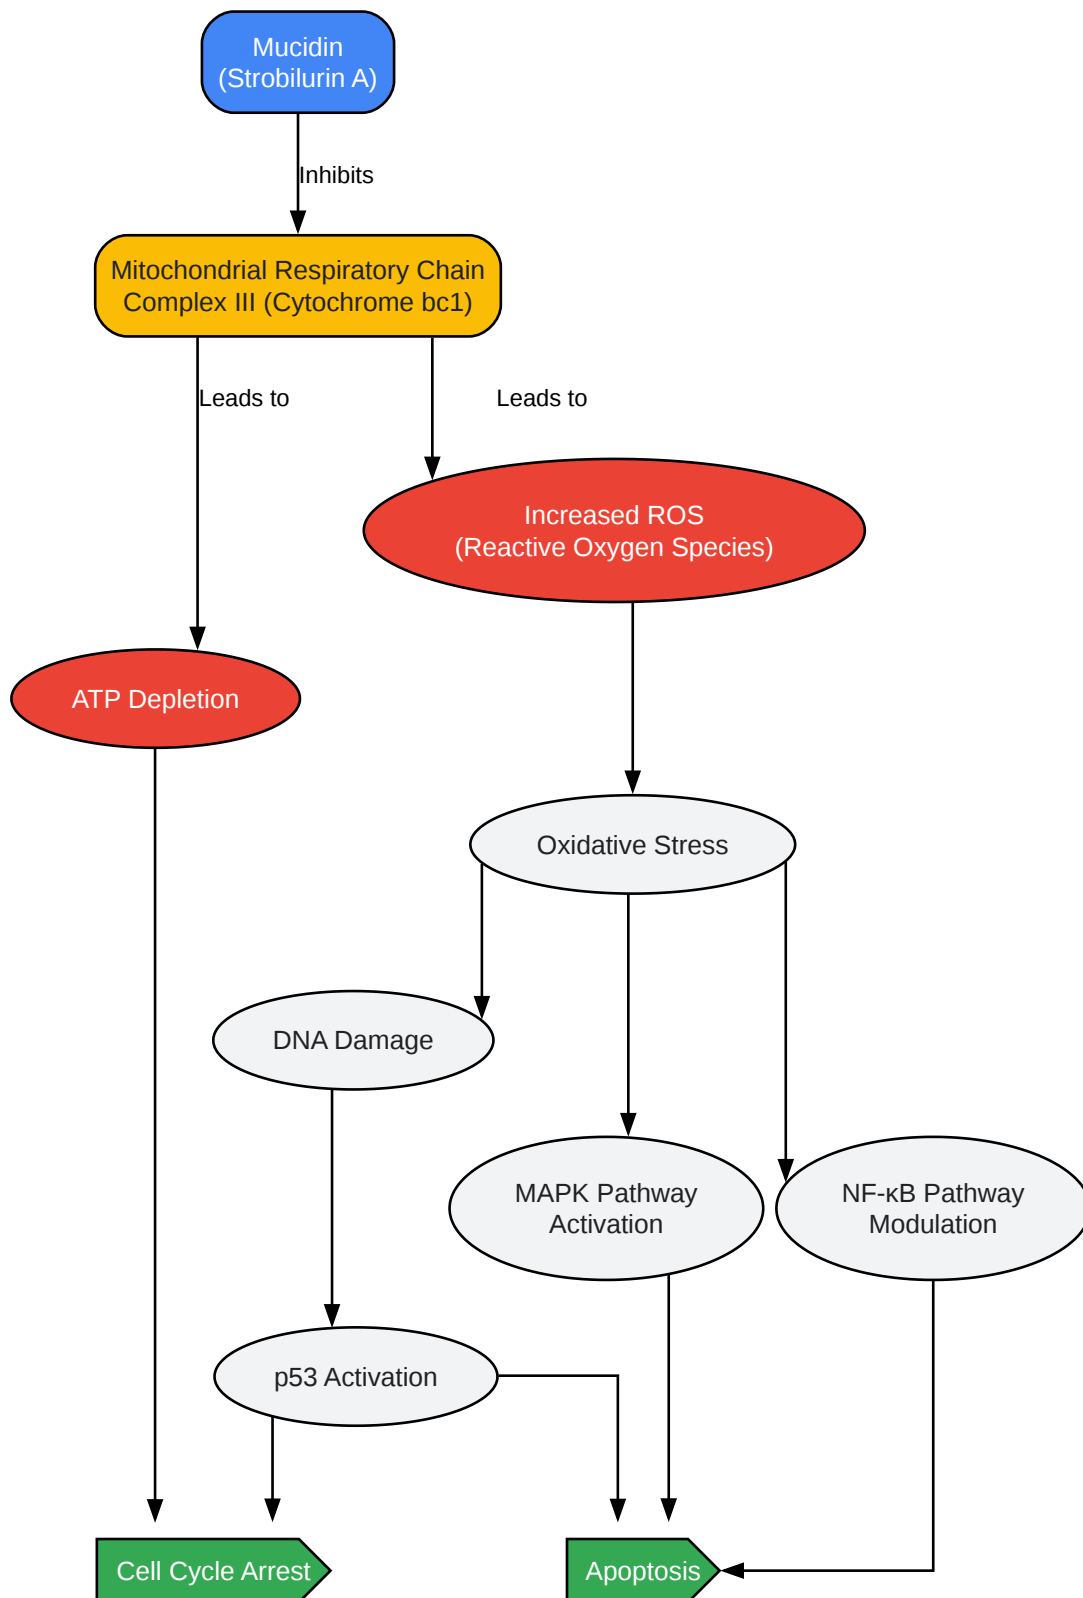 Mucidin
(Strobilurin A)
Inhibits
Mitochondrial Respiratory Chain
Complex III (Cytochrome bc1)
Leads to
Leads to
Increased ROS
(Reactive Oxygen Species)
ATP Depletion
Oxidative Stress
DNA Damage
MAPK Pathway
Activation
NF-κB Pathway
Modulation
p53 Activation
Cell Cycle Arrest
Apoptosis